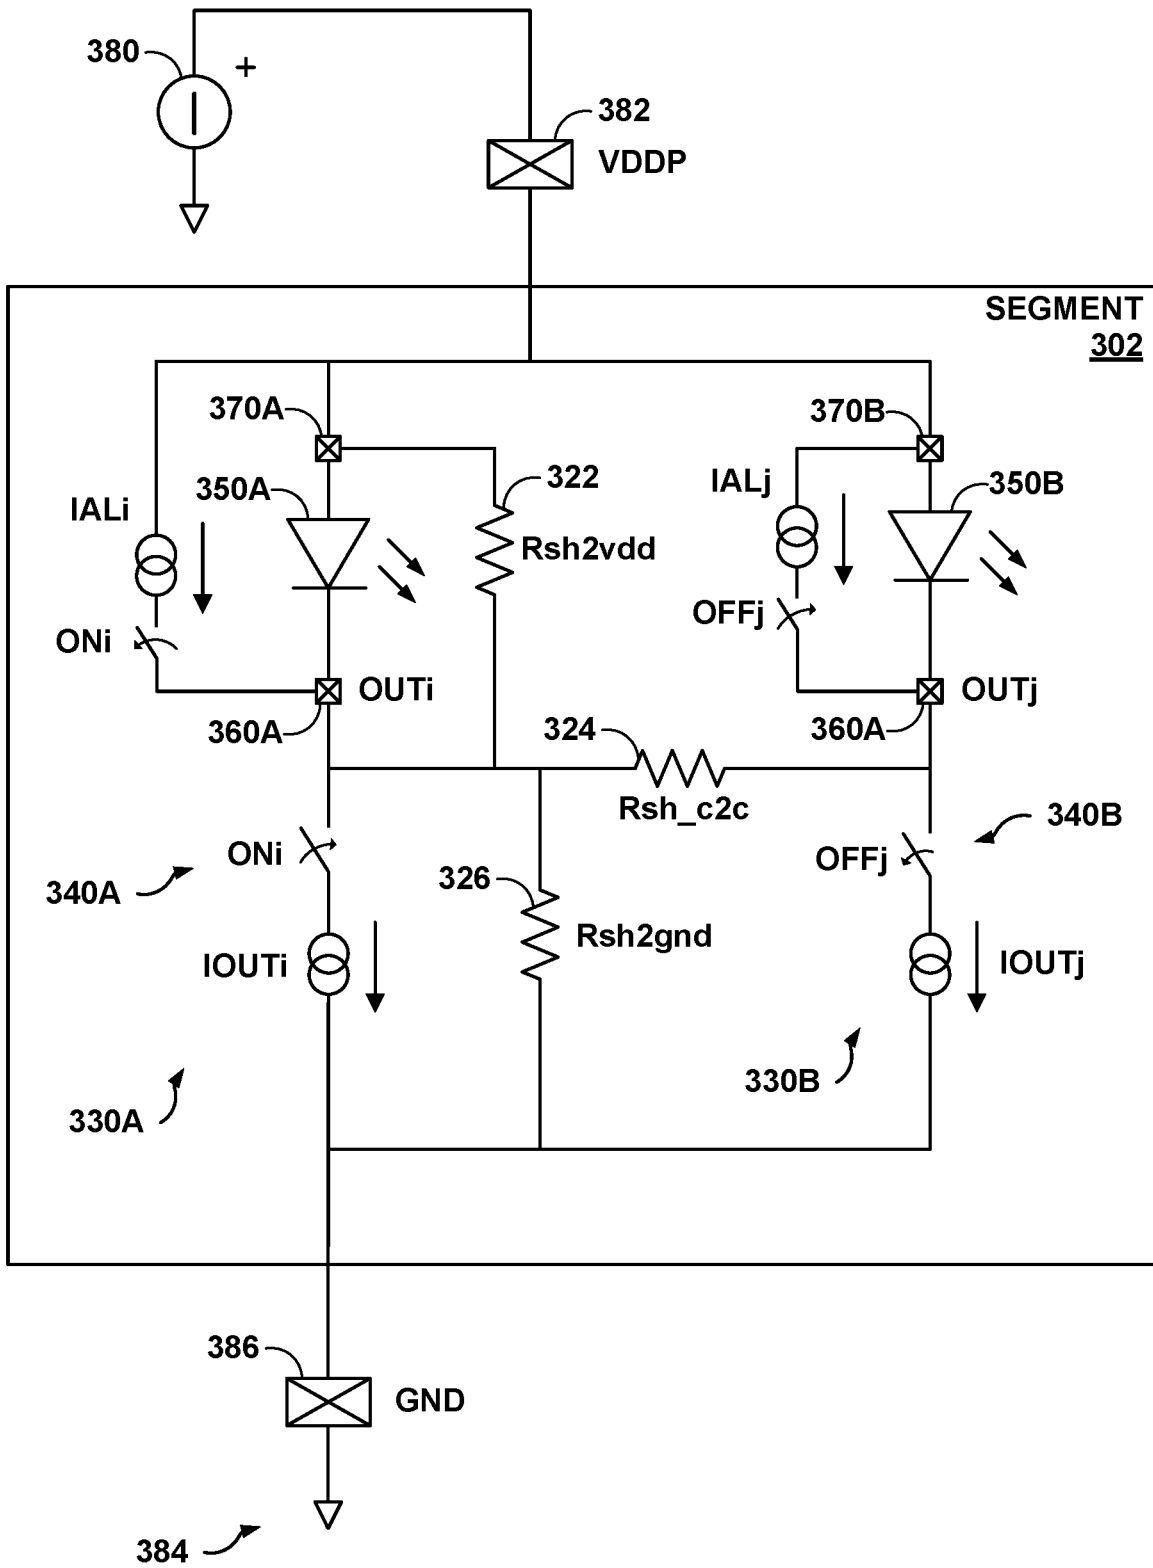 380
+
382
VDDP
SEGMENT
302
370A
370B
350A
322
IALi
IALj
350B
Rsh2vdd
ONi
OFFj
OUTi
OUTj
360A
324
360A
Rsh_c2c
340B
ONi
OFFj
340A
326
Rsh2gnd
IOUTi
IOUTj
330B
330A
386
GND
384